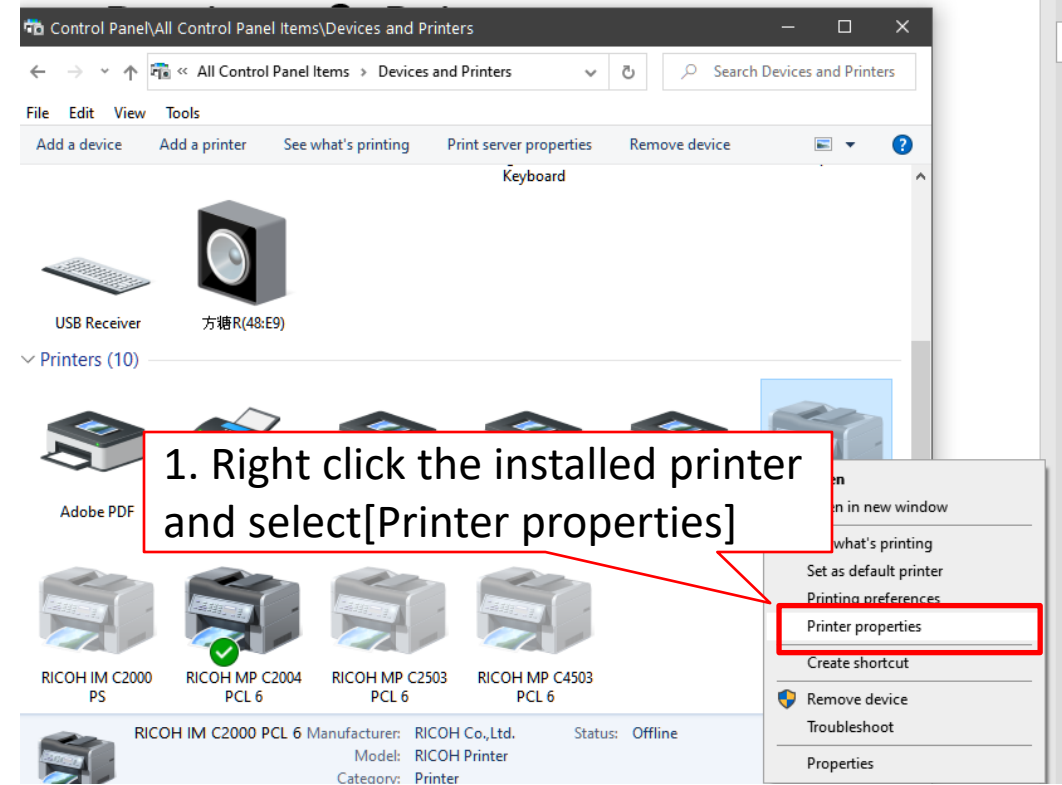 Control Panel\All Control Panel Items\Devices and Printers
« All Control Panel Items › Devices and Printers
Search Devices and Printers
File Edit View Tools
Add a device Add a printer See what's printing Print server properties Remove device
Keyboard
USB Receiver
方糖R(48:E9)
Printers (10)
1. Right click the installed printer
and select[Printer properties]
Adobe PDF
in new window
what's printing
Set as default printer
Printing preferences
Printer properties
Create shortcut
Remove device
Troubleshoot
Properties
RICOH IM C2000
PS
RICOH MP C2004
PCL 6
RICOH MP C2503
PCL 6
RICOH MP C4503
PCL 6
RICOH IM C2000 PCL 6 Manufacturer: RICOH Co.,Ltd. Status: Offline
Model: RICOH Printer
Category: Printer